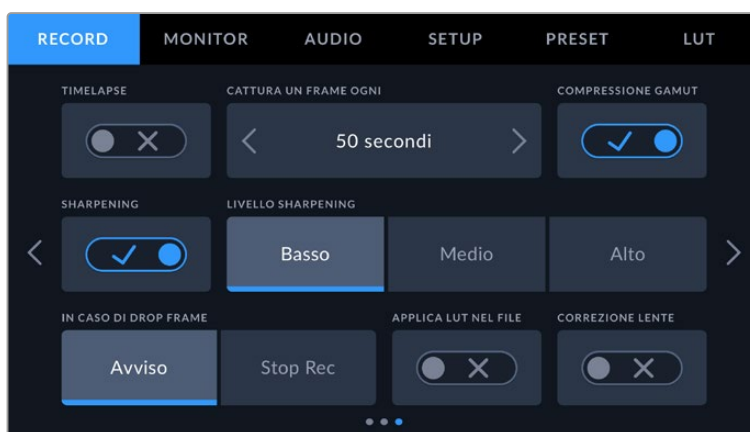 RECORD MONITOR AUDIO SETUP PRESET LUT
TIMELAPSE CATTURA UN FRAME OGNI COMPRESSIONE GAMUT
50 secondi
SHARPENING LIVELLO SHARPENING
Basso Medio Alto
IN CASO DI DROP FRAME APPLICA LUT NEL FILE CORREZIONE LENTE
Avviso Stop Rec